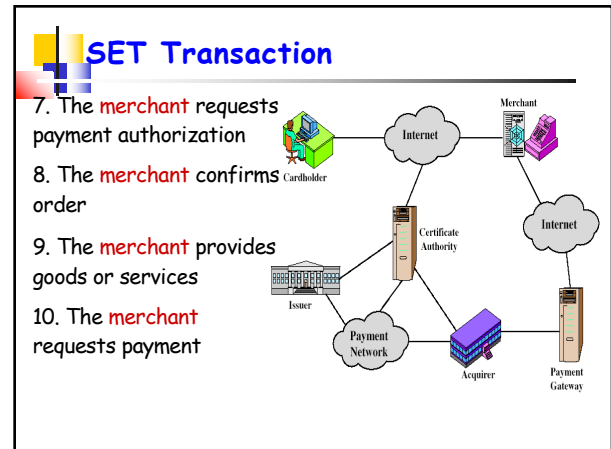 SET Transaction
7. The merchant requests
payment authorization
8. The merchant confirms
order
9. The merchant provides
goods or services
10. The merchant
requests payment
Merchant
Internet
Cardholder
Internet
Certificate
Authority
Issuer
Payment
Network
Acquirer
Payment
Gateway